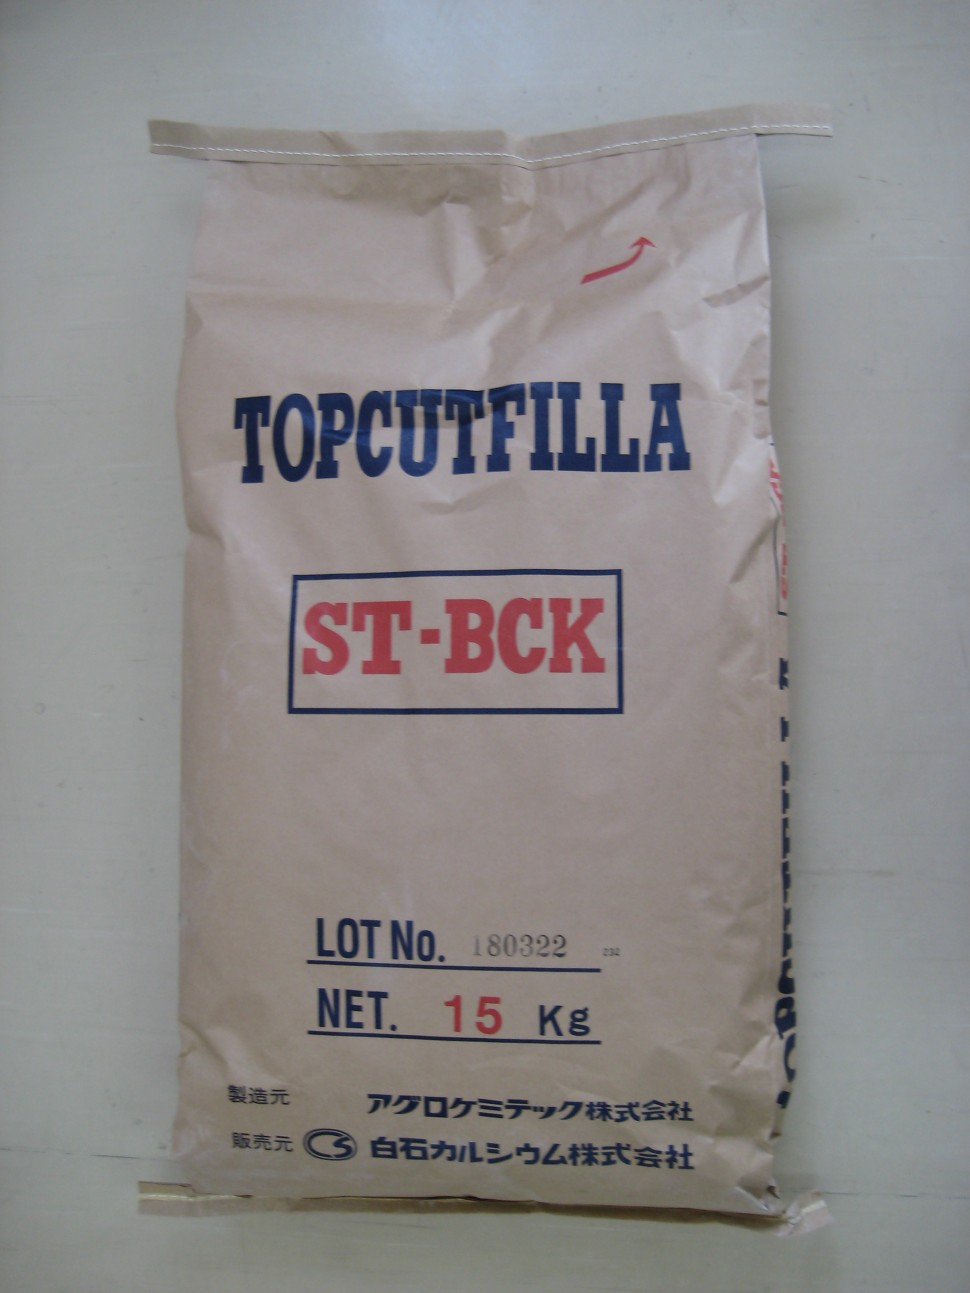 TOPCUTFILLA
ST-BCK
LOT No. 180322
NET. 15 Kg
製造元 アグロケミテック株式会社
販売元 CS 白石カルシウム株式会社